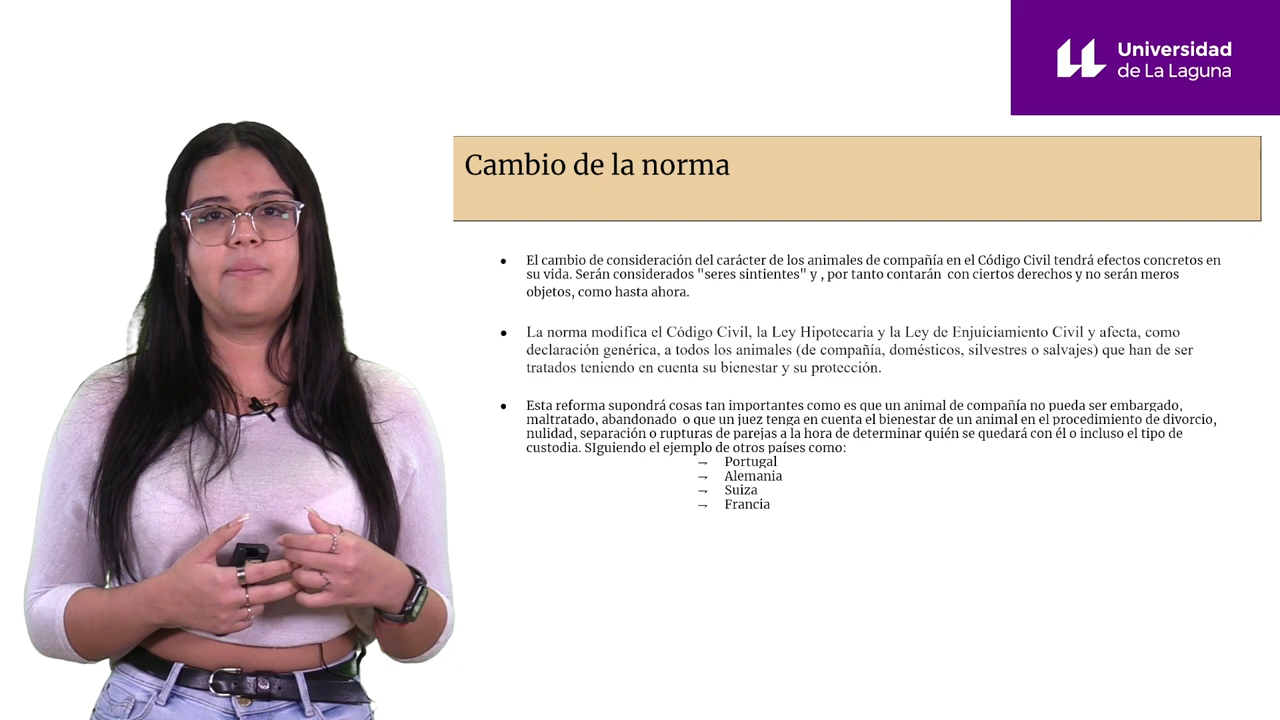 Universidad
de La Laguna
Cambio de la norma
● El cambio de consideración del carácter de los animales de compañía en el Código Civil tendrá efectos concretos en
su vida. Serán considerados "seres sintientes" y , por tanto contarán con ciertos derechos y no serán meros
objetos, como hasta ahora.
● La norma modifica el Código Civil, la Ley Hipotecaria y la Ley de Enjuiciamiento Civil y afecta, como
declaración genérica, a todos los animales (de compañía, domésticos, silvestres o salvajes) que han de ser
tratados teniendo en cuenta su bienestar y su protección.
● Esta reforma supondrá cosas tan importantes como es que un animal de compañía no pueda ser embargado,
maltratado, abandonado o que un juez tenga en cuenta el bienestar de un animal en el procedimiento de divorcio,
nulidad, separación o rupturas de parejas a la hora de determinar quién se quedará con él o incluso el tipo de
custodia. SIguiendo el ejemplo de otros países como:
→ Portugal
→ Alemania
→ Suiza
→ Francia